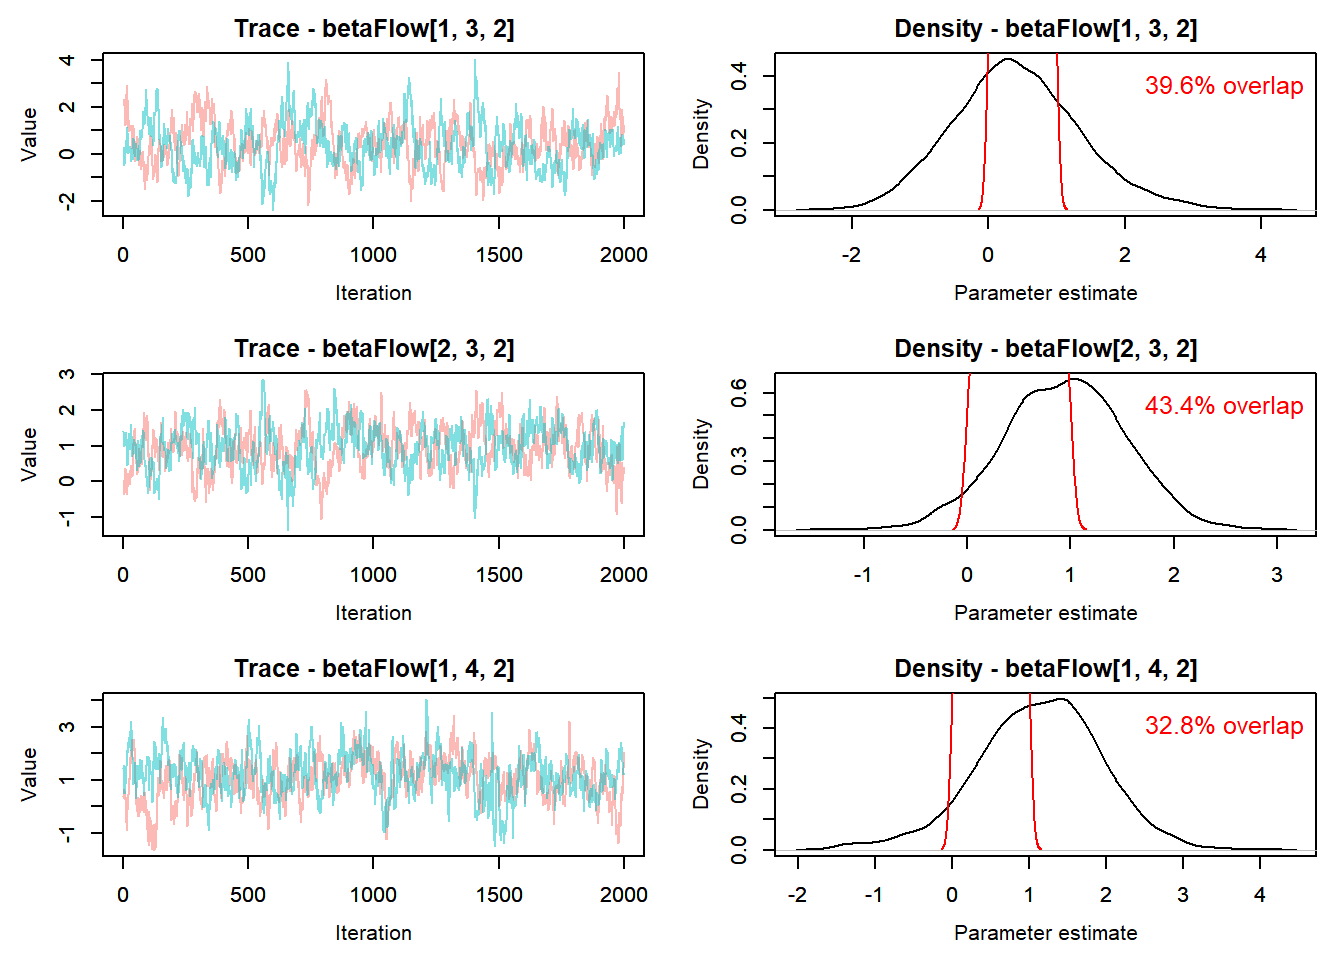 Trace - betaFlow[1, 3, 2]
Value
-2 0 2 4
0 500 1000 1500 2000
Iteration
Density - betaFlow[1, 3, 2]
Density
0.0 0.2 0.4
39.6% overlap
-2 0 2 4
Parameter estimate
Trace - betaFlow[2, 3, 2]
Value
-1 0 1 2 3
0 500 1000 1500 2000
Iteration
Density - betaFlow[2, 3, 2]
Density
0.0 0.3 0.6
43.4% overlap
-1 0 1 2 3
Parameter estimate
Trace - betaFlow[1, 4, 2]
Value
-1 1 3
0 500 1000 1500 2000
Iteration
Density - betaFlow[1, 4, 2]
Density
0.0 0.2 0.4
32.8% overlap
-2 -1 0 1 2 3 4
Parameter estimate